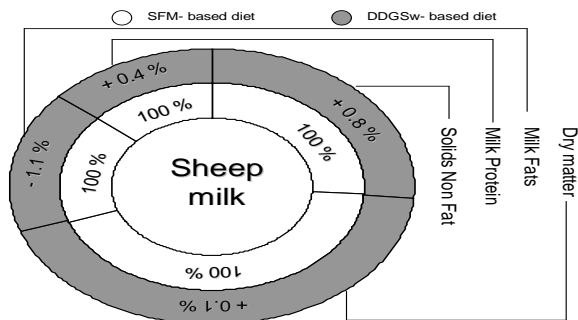 SFM- based diet
DDGSw- based diet
+ 0.4 %
+ 0.8 %
- 1.1 %
+ 0.1 %
100 %
100 %
100 %
100 %
Sheep
milk
Solids Non Fat
Milk Protein
Milk Fats
Dry matter